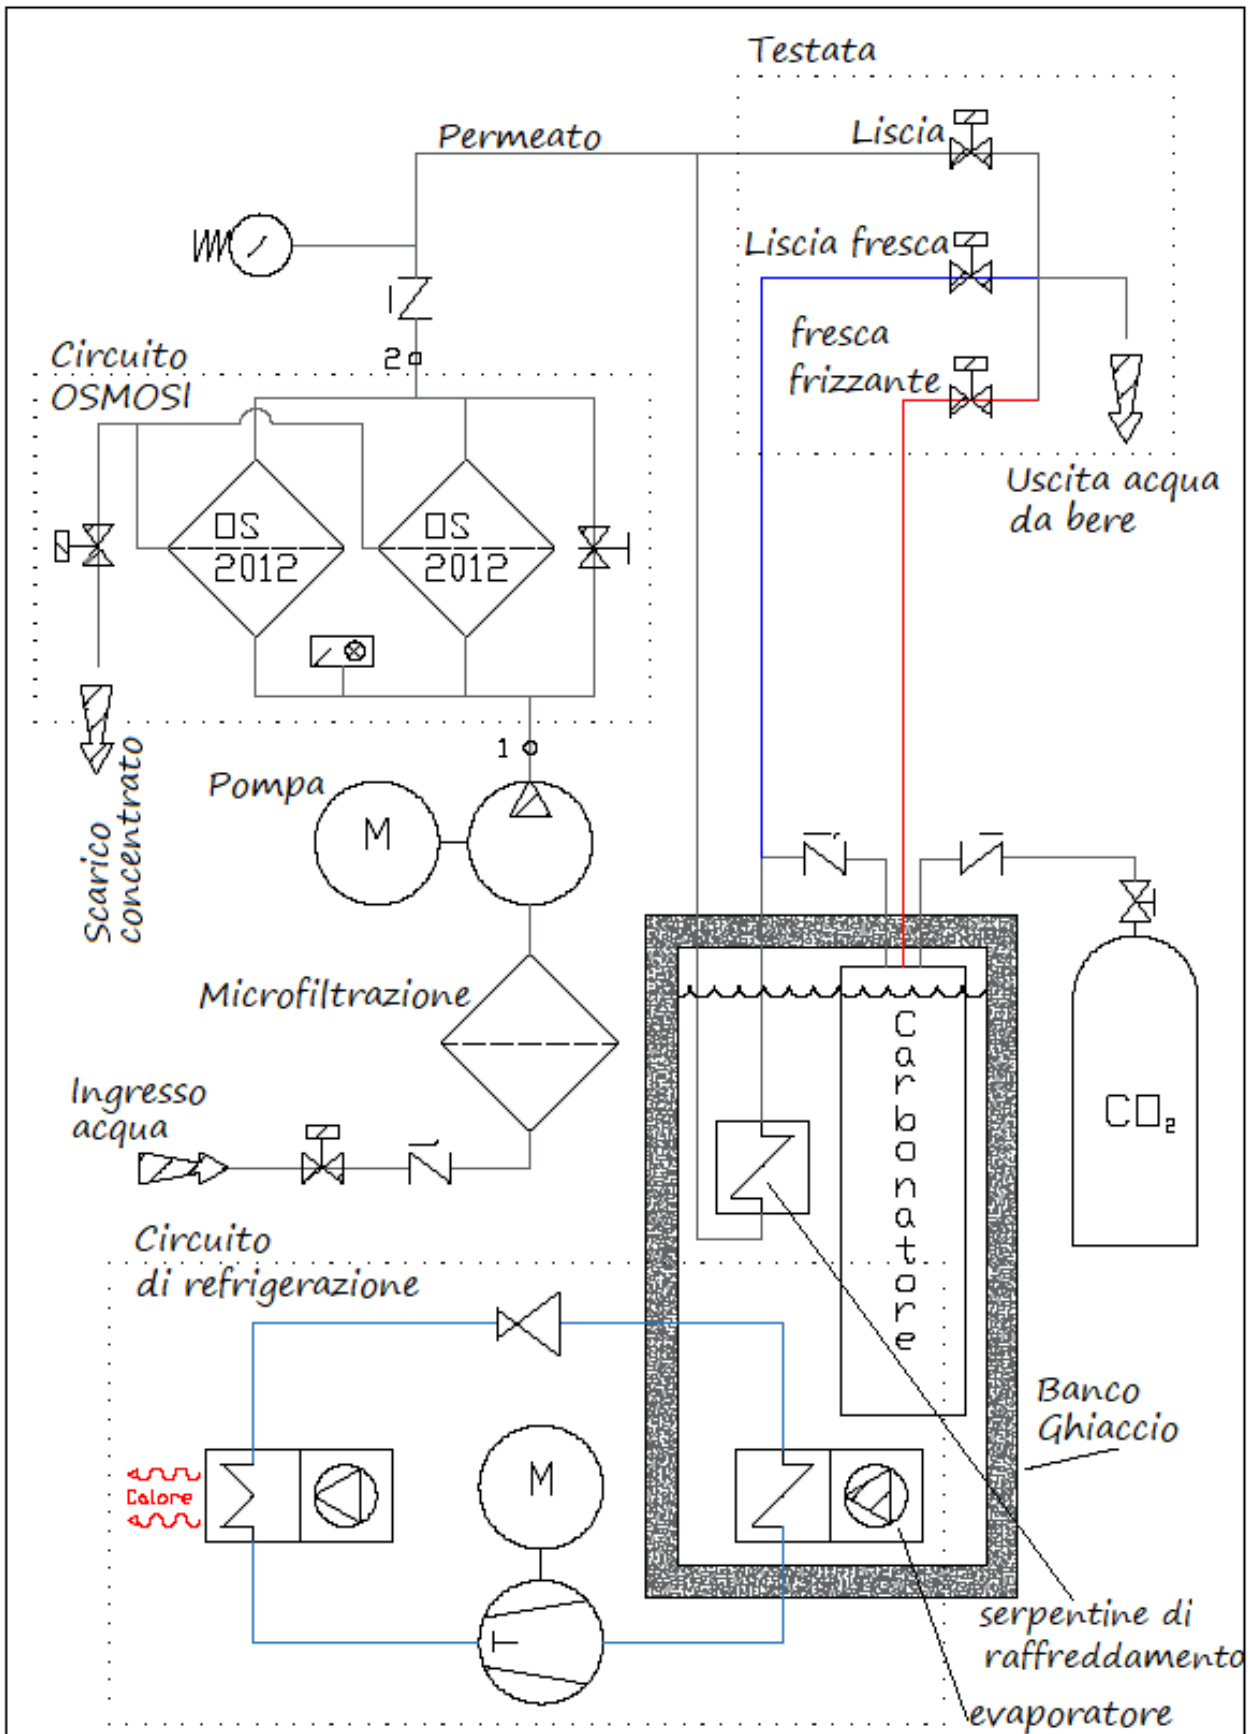 Testata
Permeato
Liscia
Liscia fresca
fresca
frizzante
Circuito
OSMOSI
2
OS
2012
OS
2012
Uscita acqua
da bere
1
Pompa
M
Scarico
concentrato
Microfiltrazione
Carbonatore
CO₂
Ingresso
acqua
Circuito
di refrigerazione
Banco
Ghiaccio
M
Calore
serpentine di
raffreddamento
evaporatore